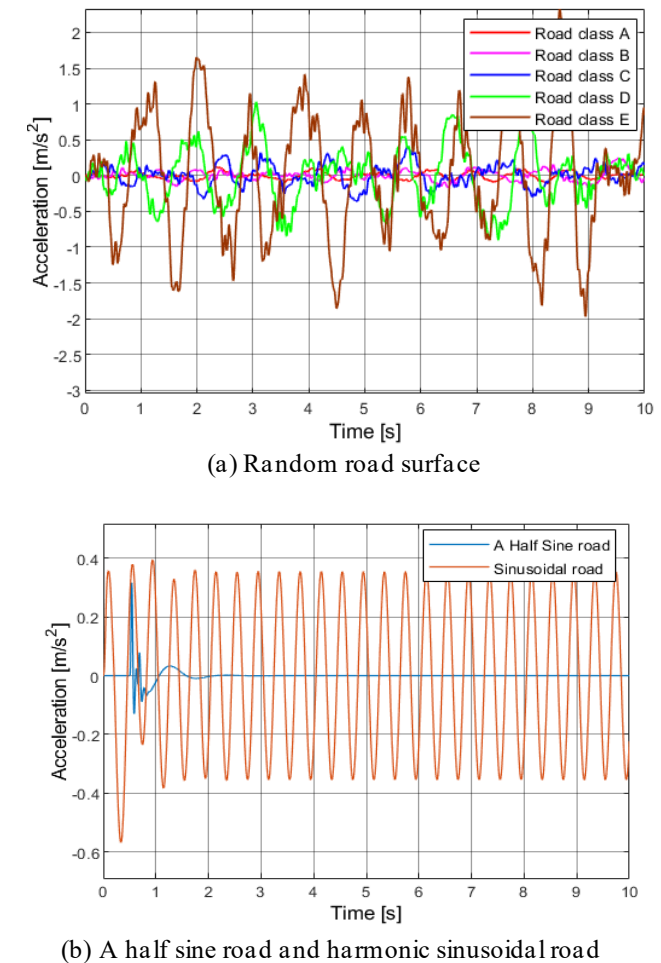 2
1.5
1
0.5
0
-0.5
-1
-1.5
-2
-2.5
-3
Acceleration [m/s²]
Road class A
Road class B
Road class C
Road class D
Road class E
0 1 2 3 4 5 6 7 8 9 10
Time [s]
(a) Random road surface
0.4
0.2
0
-0.2
-0.4
-0.6
Acceleration [m/s²]
A Half Sine road
Sinusoidal road
0 1 2 3 4 5 6 7 8 9 10
Time [s]
(b) A half sine road and harmonic sinusoidal road